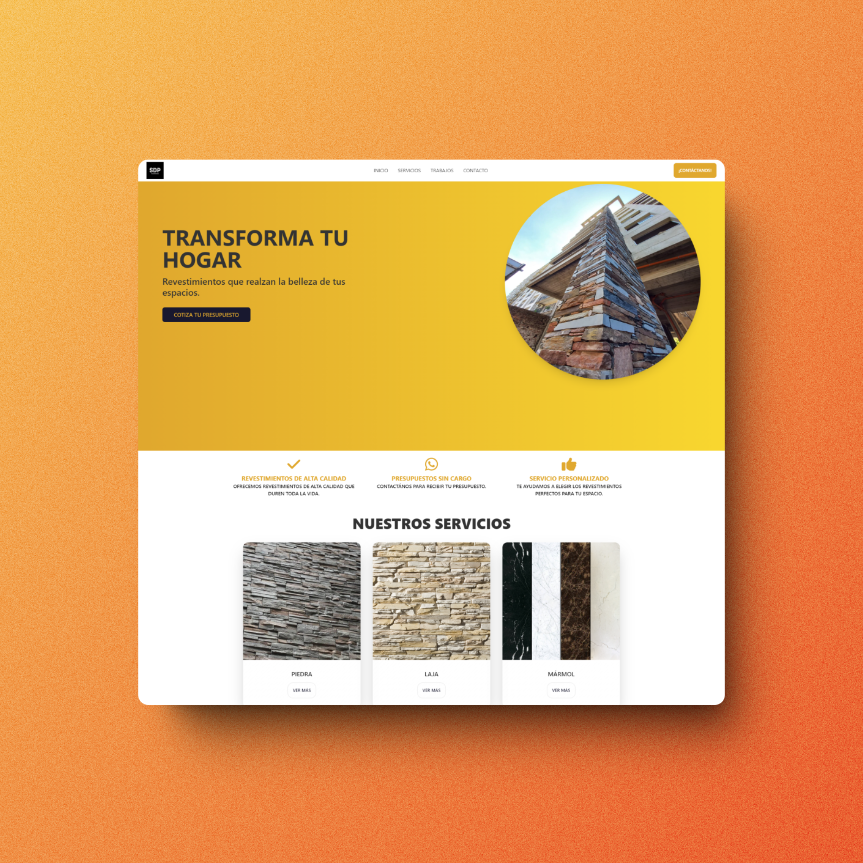 SDP
INICIO SERVICIOS TRABAJOS CONTACTO
¡CONTACTANOS!
TRANSFORMA TU
HOGAR
Revestimientos que realzan la belleza de tus
espacios.
COTIZA TU PRESUPUESTO
REVESTIMIENTOS DE ALTA CALIDAD
OFRECEMOS REVESTIMIENTOS DE ALTA CALIDAD QUE
DUREN TODA LA VIDA.
PRESUPUESTOS SIN CARGO
CONTACTÁNOS PARA RECIBIR TU PRESUPUESTO.
SERVICIO PERSONALIZADO
TE AYUDAMOS A ELEGIR LOS REVESTIMIENTOS
PERFECTOS PARA TU ESPACIO.
NUESTROS SERVICIOS
PIEDRA
VER MAS
LAJA
VER MAS
MÁRMOL
VER MAS